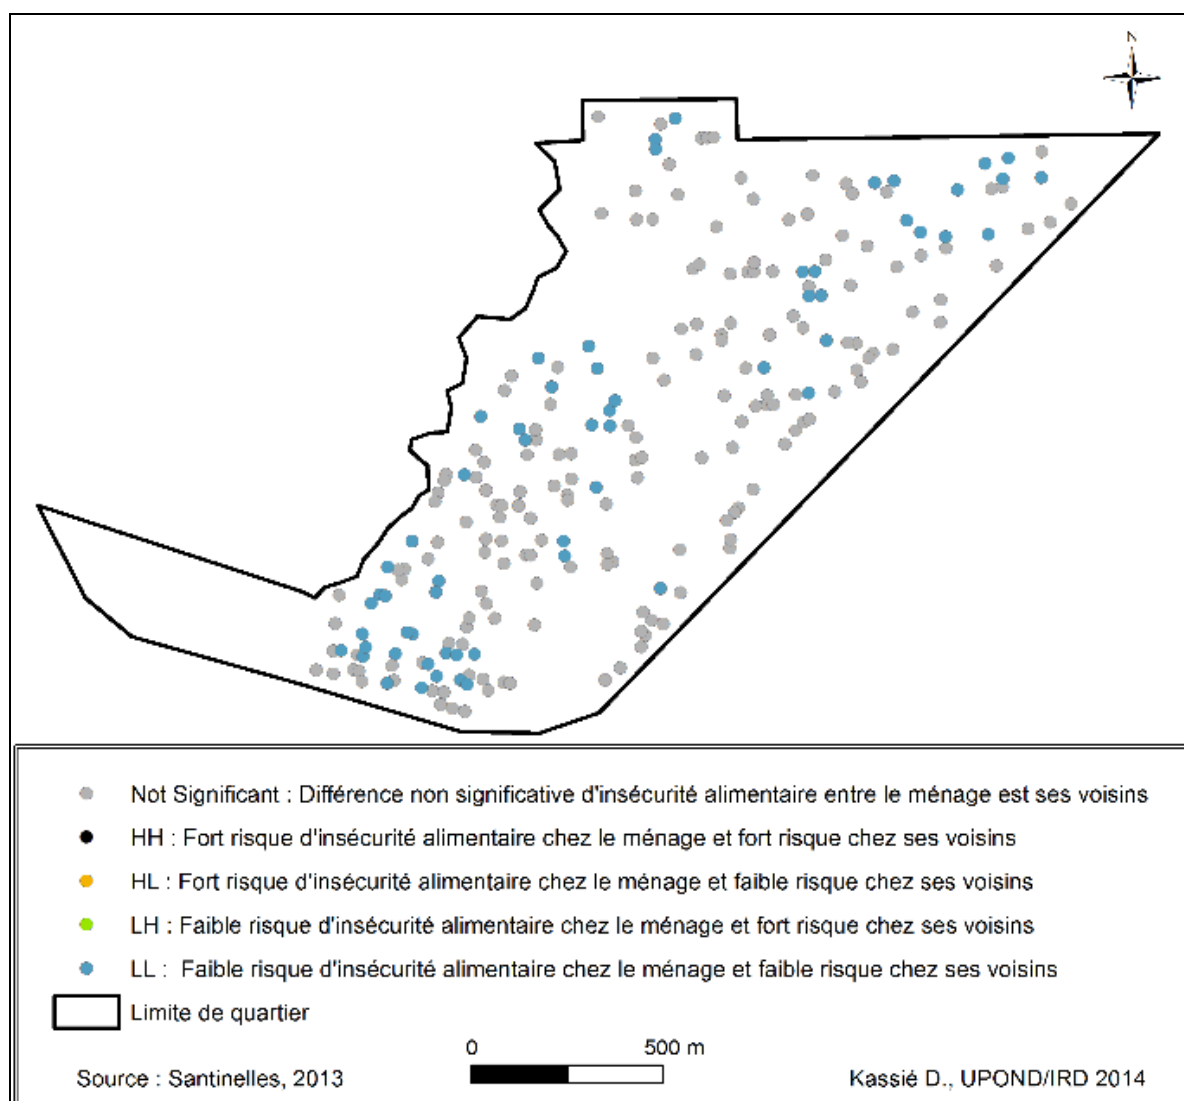 N
Not Significant : Différence non significative d'insécurité alimentaire entre le ménage est ses voisins
HH : Fort risque d'insécurité alimentaire chez le ménage et fort risque chez ses voisins
HL : Fort risque d'insécurité alimentaire chez le ménage et faible risque chez ses voisins
LH : Faible risque d'insécurité alimentaire chez le ménage et fort risque chez ses voisins
LL : Faible risque d'insécurité alimentaire chez le ménage et faible risque chez ses voisins
Limite de quartier
0 500 m
Source : Santinelles, 2013 Kassié D., UPOND/IRD 2014